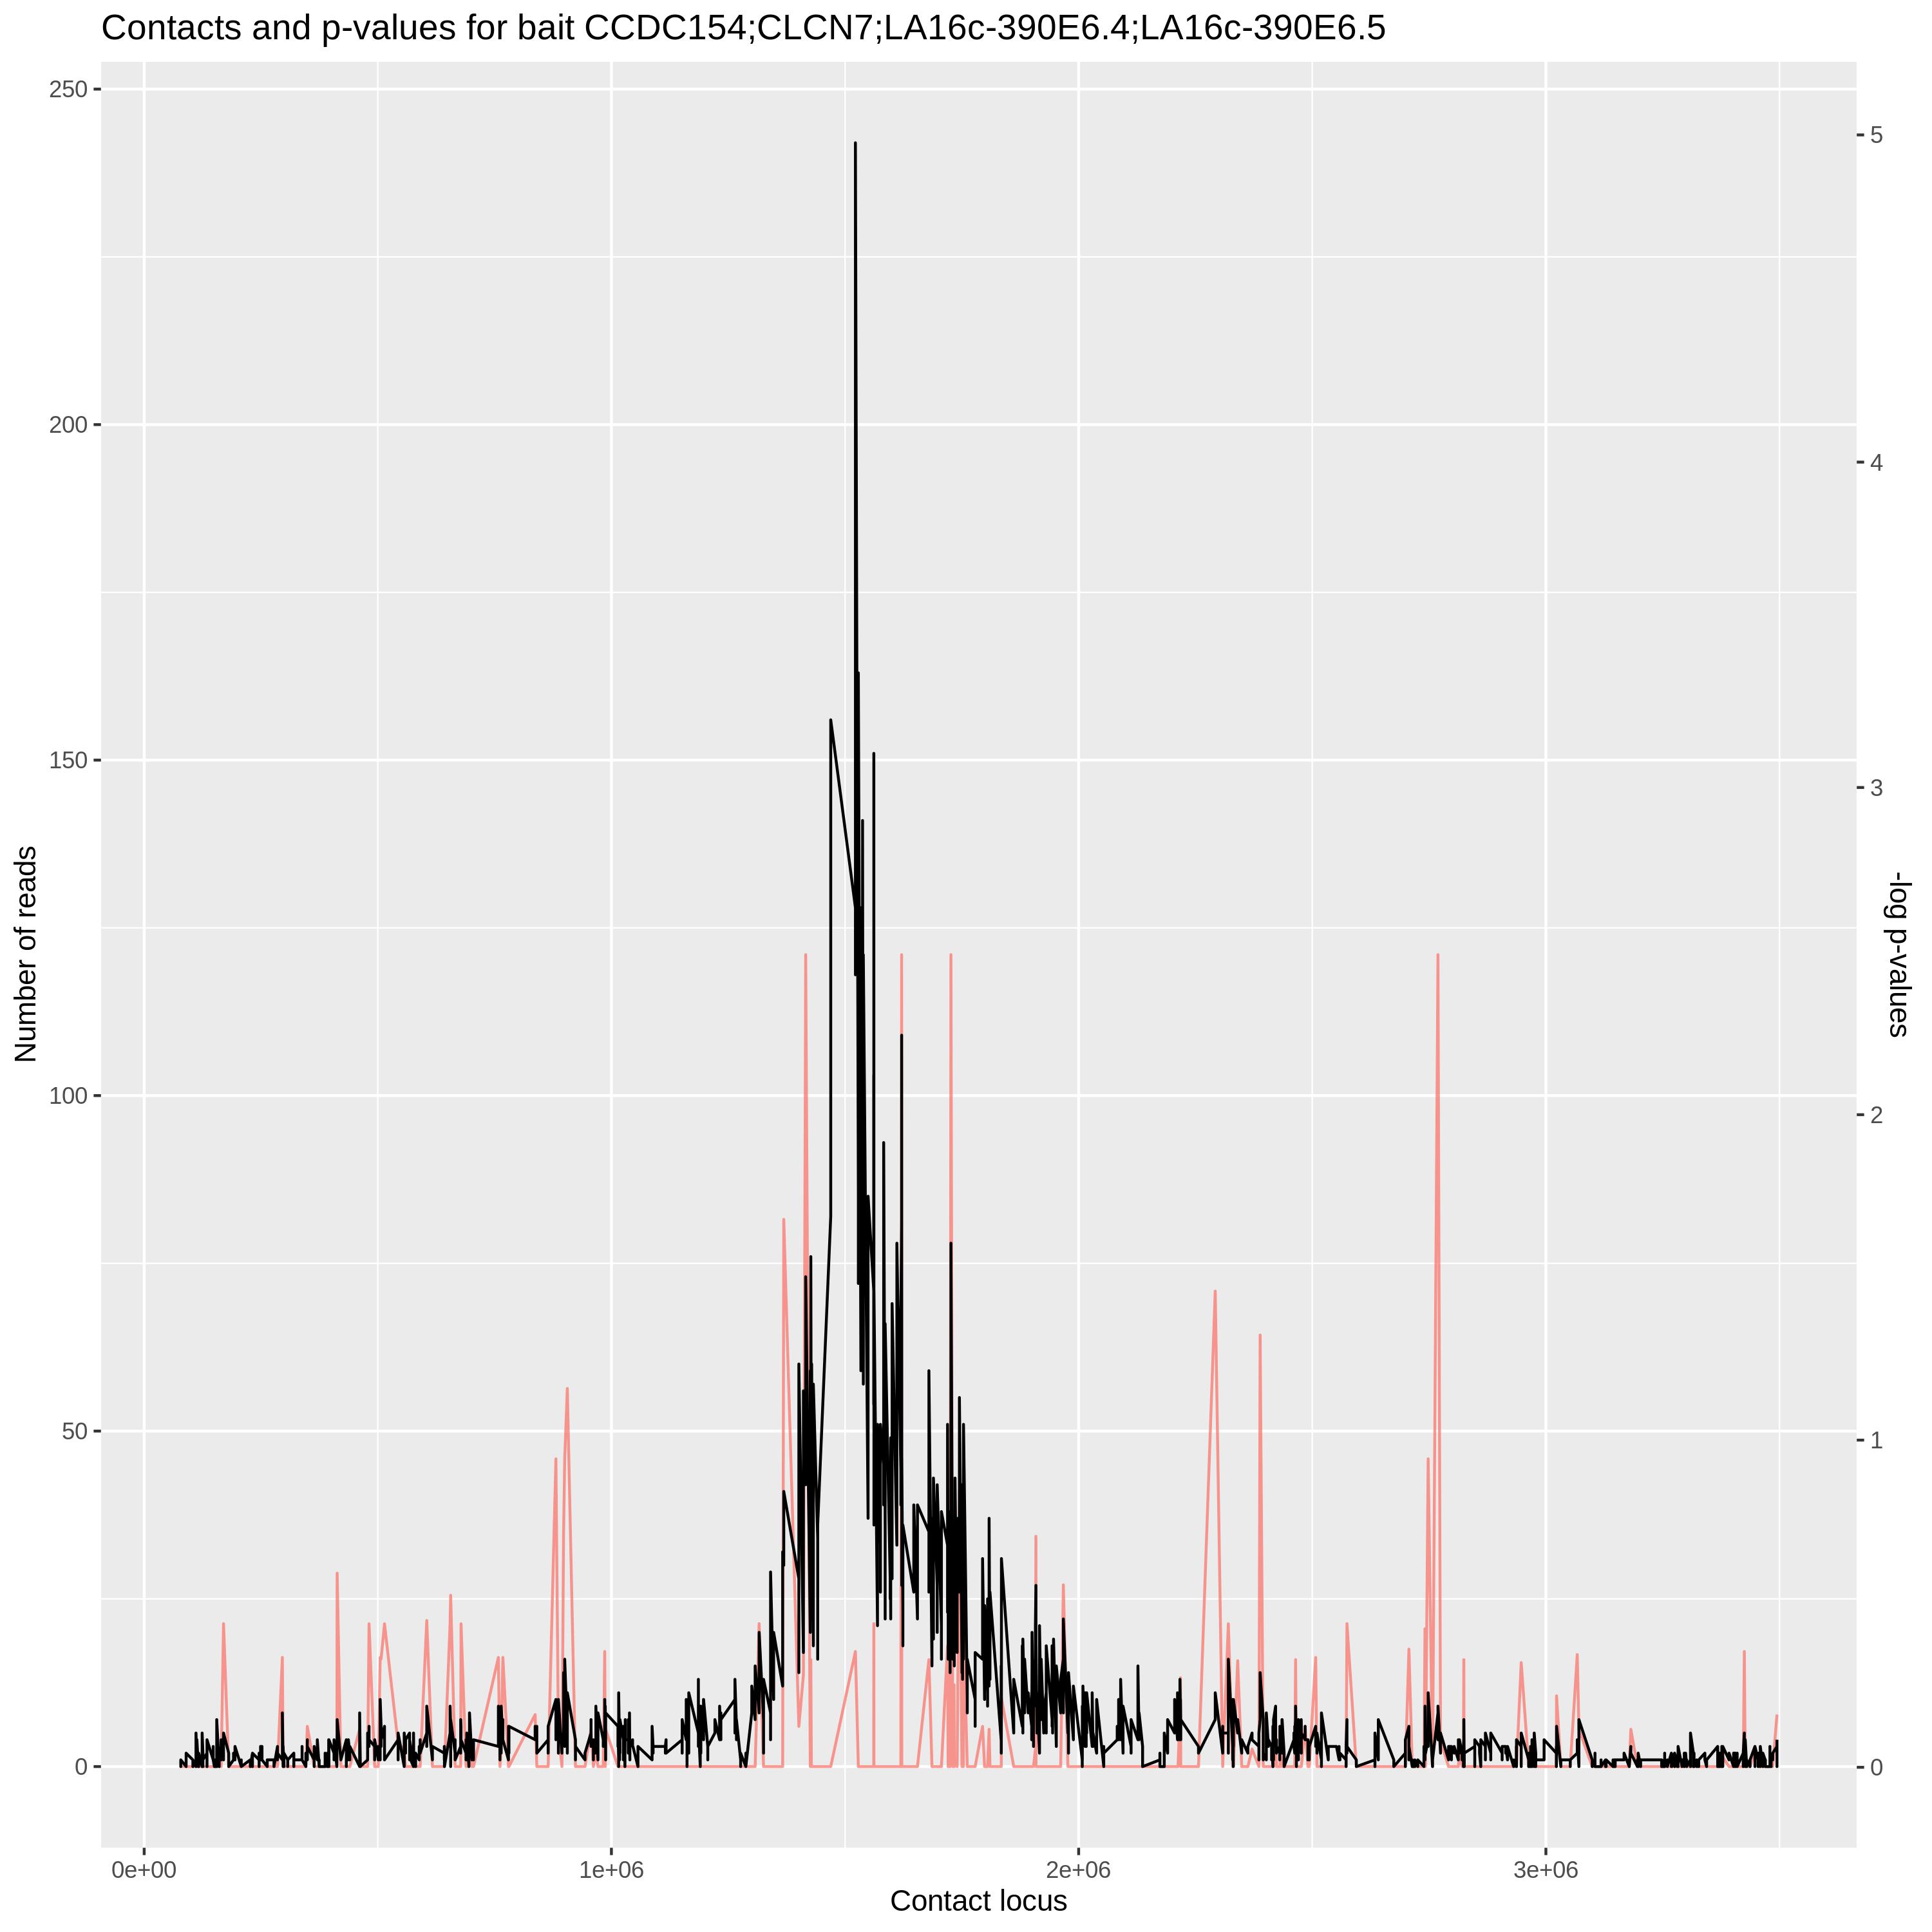 Contacts and p-values for bait CCDC154;CLCN7;LA16c-390E6.4;LA16c-390E6.5
250
200
150
100
50
0
Number of reads
5
4
3
2
1
0
-log p-values
0e+00
1e+06
2e+06
3e+06
Contact locus